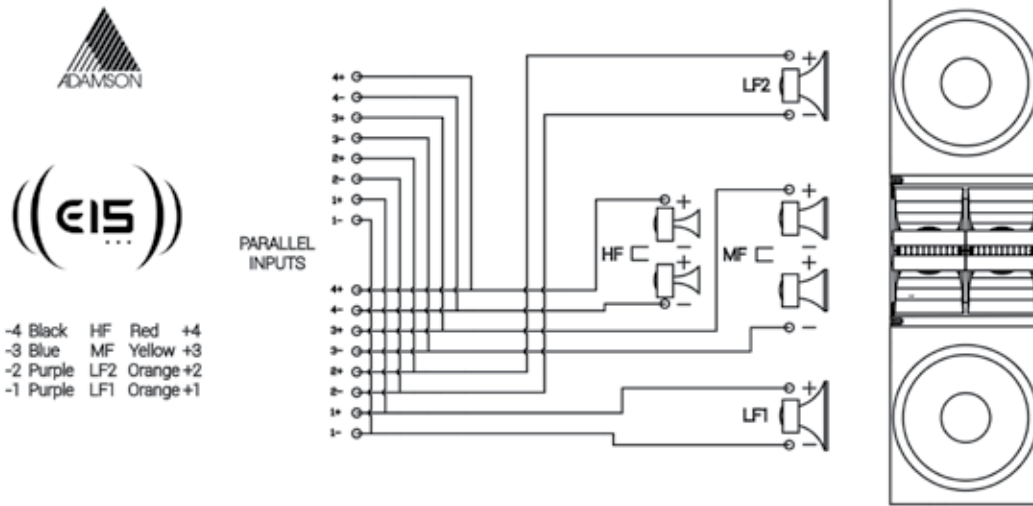 ADAMSON
E15
-4 Black HF Red +4
-3 Blue MF Yellow +3
-2 Purple LF2 Orange +2
-1 Purple LF1 Orange +1
PARALLEL
INPUTS
4+
4-
3+
3-
2+
2-
1+
1-
4+
4-
3+
3-
2+
2-
1+
1-
+
LF2
-
+
HF
-
+
-
+
MF
-
+
-
+
LF1
-